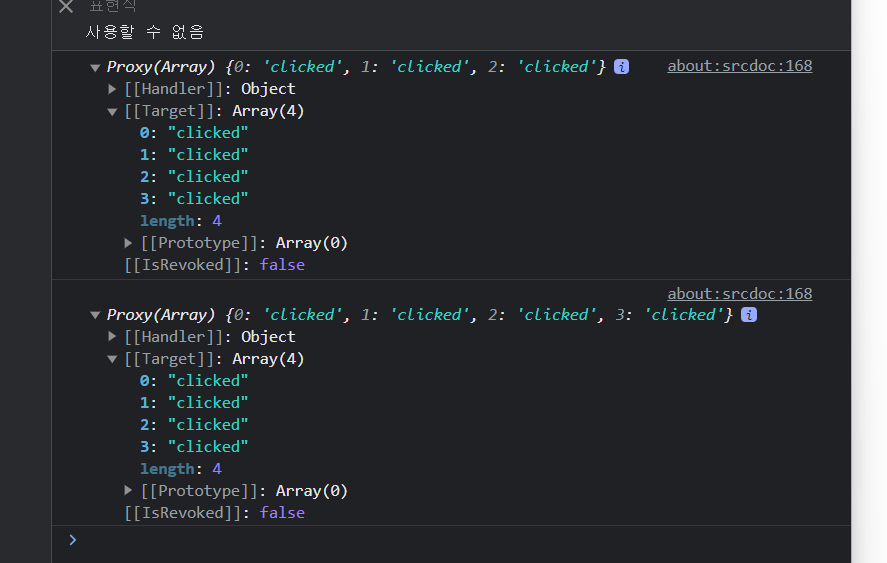 표현식
사용할 수 없음
Proxy(Array) {0: 'clicked', 1: 'clicked', 2: 'clicked'} i about:srcdoc:168
[[Handler]]: Object
[[Target]]: Array(4)
0: "clicked"
1: "clicked"
2: "clicked"
3: "clicked"
length: 4
[[Prototype]]: Array(0)
[[IsRevoked]]: false
about:srcdoc:168
Proxy(Array) {0: 'clicked', 1: 'clicked', 2: 'clicked', 3: 'clicked'} i
[[Handler]]: Object
[[Target]]: Array(4)
0: "clicked"
1: "clicked"
2: "clicked"
3: "clicked"
length: 4
[[Prototype]]: Array(0)
[[IsRevoked]]: false